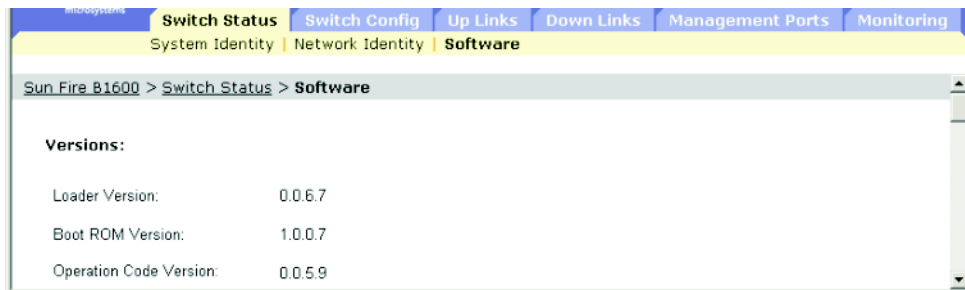 microsystems
Switch Status Switch Config Up Links Down Links Management Ports Monitoring
System Identity | Network Identity | Software
Sun Fire B1600 > Switch Status > Software
Versions:
Loader Version: 0.0.6.7
Boot ROM Version: 1.0.0.7
Operation Code Version: 0.0.5.9